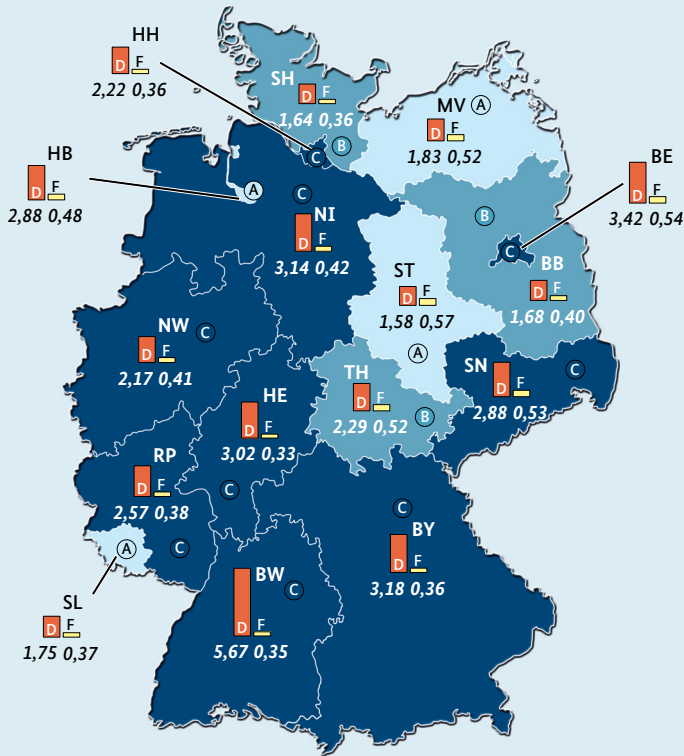 HH
D F
2,22 0,36
SH
D F
1,64 0,36
B
C
MV A
D F
1,83 0,52
HB
D F
2,88 0,48
A
C
NI
D F
3,14 0,42
BE
D F
3,42 0,54
B
C
BB
D F
1,68 0,40
ST
D F
1,58 0,57
A
NW C
D F
2,17 0,41
HE
D F
3,02 0,33
C
TH
D F
2,29 0,52
B
SN C
D F
2,88 0,53
RP
D F
2,57 0,38
A
C
SL
D F
1,75 0,37
BW
C
D F
5,67 0,35
C
BY
D F
3,18 0,36